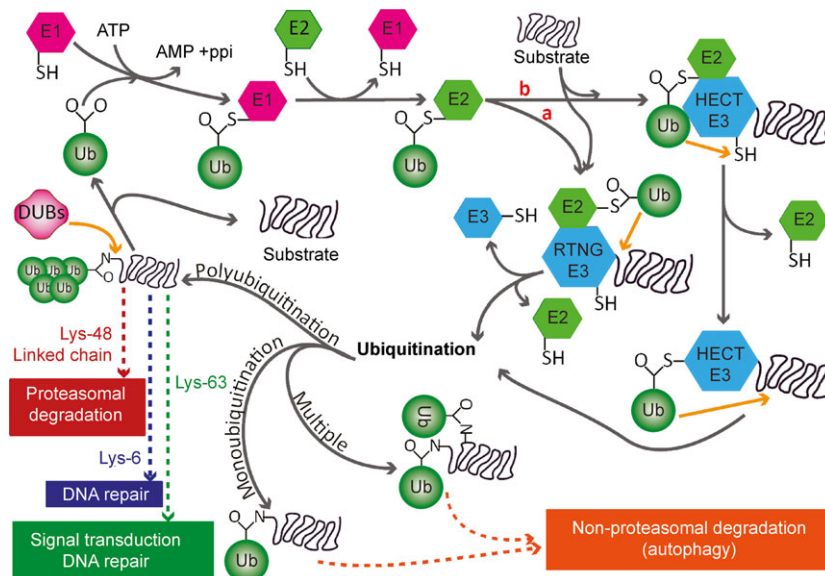 E1
SH
ATP
AMP +ppi
E2
SH
E1
SH
Substrate
E2
S
O
HECT
E3
Ub
SH
O
O
Ub
E1
S
O
Ub
E2
S
O
Ub
b
a
DUBs
Substrate
E3
SH
E2
S
O
Ub
RTNG
E3
SH
E2
SH
E2
SH
Ub
Ub
Ub
Ub
Ub
O
N
Polyubiquitination
Ubiquitination
Monoubiquitination
Multiple
Lys-48
Linked chain
Lys-63
Proteasomal
degradation
Lys-6
DNA repair
Signal transduction
DNA repair
O
S
HECT
E3
Ub
Ub
O
N
O
N
Ub
O
N
Ub
Non-proteasomal degradation
(autophagy)